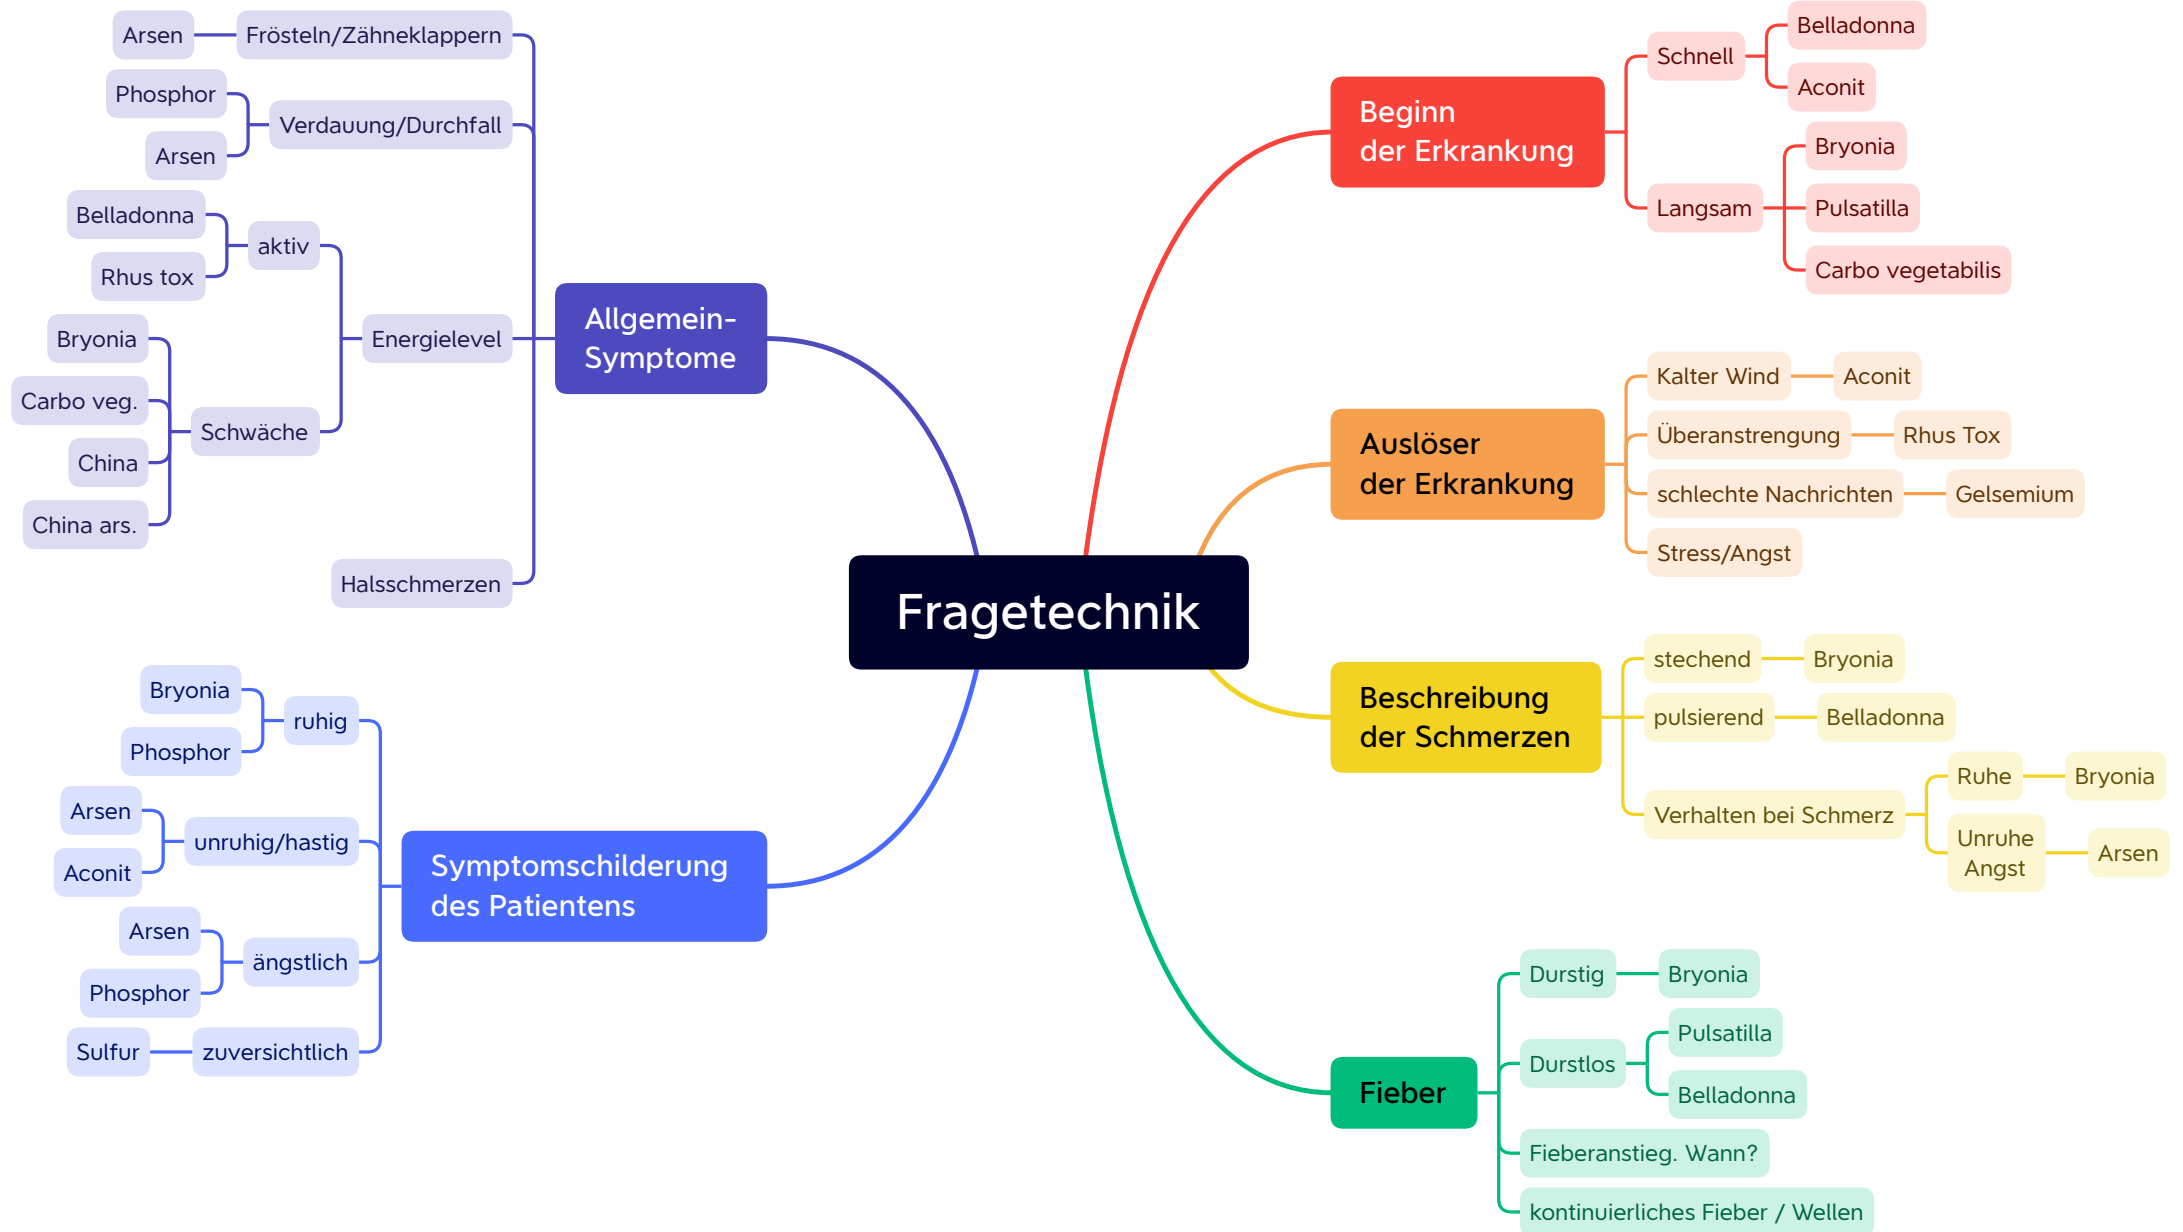 Fragetechnik
Beginn
der Erkrankung
Schnell
Belladonna
Aconit
Langsam
Bryonia
Pulsatilla
Carbo vegetabilis
Auslöser
der Erkrankung
Kalter Wind
Aconit
Überanstrengung
Rhus Tox
schlechte Nachrichten
Gelsemium
Stress/Angst
Beschreibung
der Schmerzen
stechend
Bryonia
pulsierend
Belladonna
Verhalten bei Schmerz
Ruhe
Bryonia
Unruhe
Angst
Arsen
Fieber
Durstig
Bryonia
Durstlos
Pulsatilla
Belladonna
Fieberanstieg. Wann?
kontinuierliches Fieber / Wellen
Allgemein-
Symptome
Frösteln/Zähneklappern
Arsen
Verdauung/Durchfall
Phosphor
Arsen
Energielevel
aktiv
Belladonna
Rhus tox
Schwäche
Bryonia
Carbo veg.
China
China ars.
Halsschmerzen
Symptomschilderung
des Patientens
ruhig
Bryonia
Phosphor
unruhig/hastig
Arsen
Aconit
ängstlich
Arsen
Phosphor
zuversichtlich
Sulfur